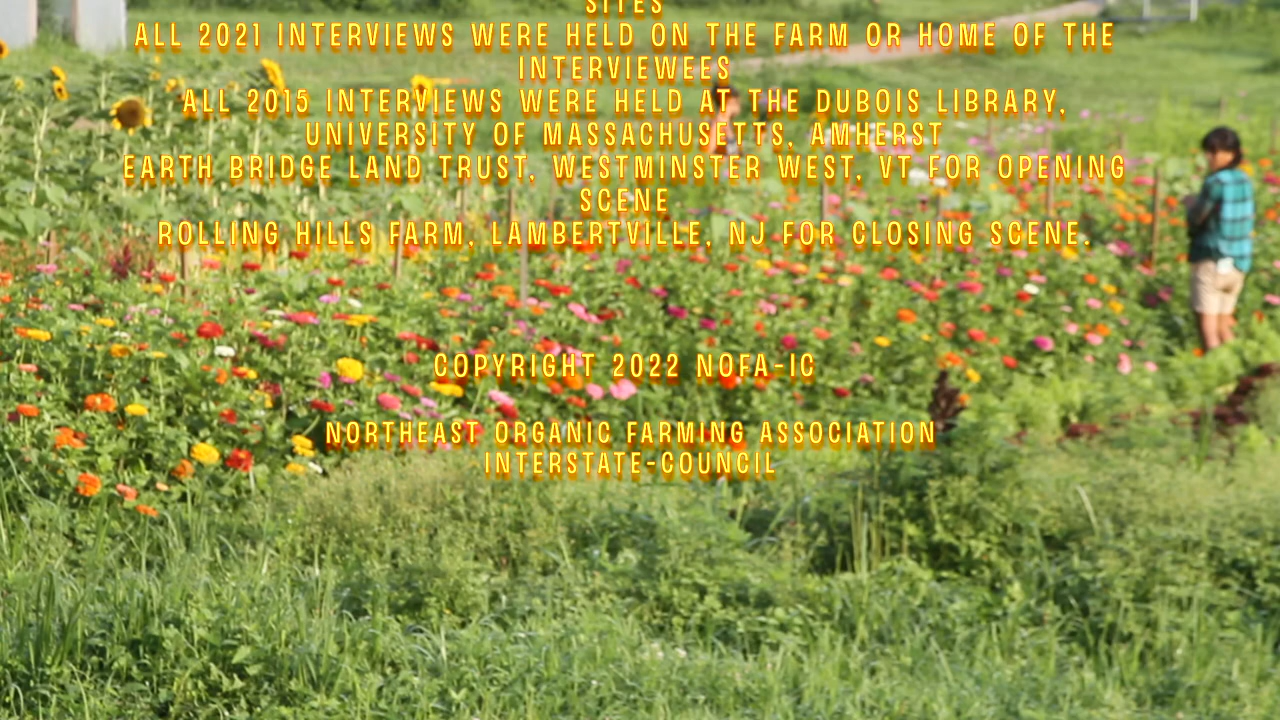 SITES
ALL 2021 INTERVIEWS WERE HELD ON THE FARM OR HOME OF THE
INTERVIEWEES
ALL 2015 INTERVIEWS WERE HELD AT THE DUBOIS LIBRARY,
UNIVERSITY OF MASSACHUSETTS, AMHERST
EARTH BRIDGE LAND TRUST, WESTMINSTER WEST, VT FOR OPENING
SCENE
ROLLING HILLS FARM, LAMBERTVILLE, NJ FOR CLOSING SCENE.
COPYRIGHT 2022 NOFA-IC
NORTHEAST ORGANIC FARMING ASSOCIATION
INTERSTATE-COUNCIL